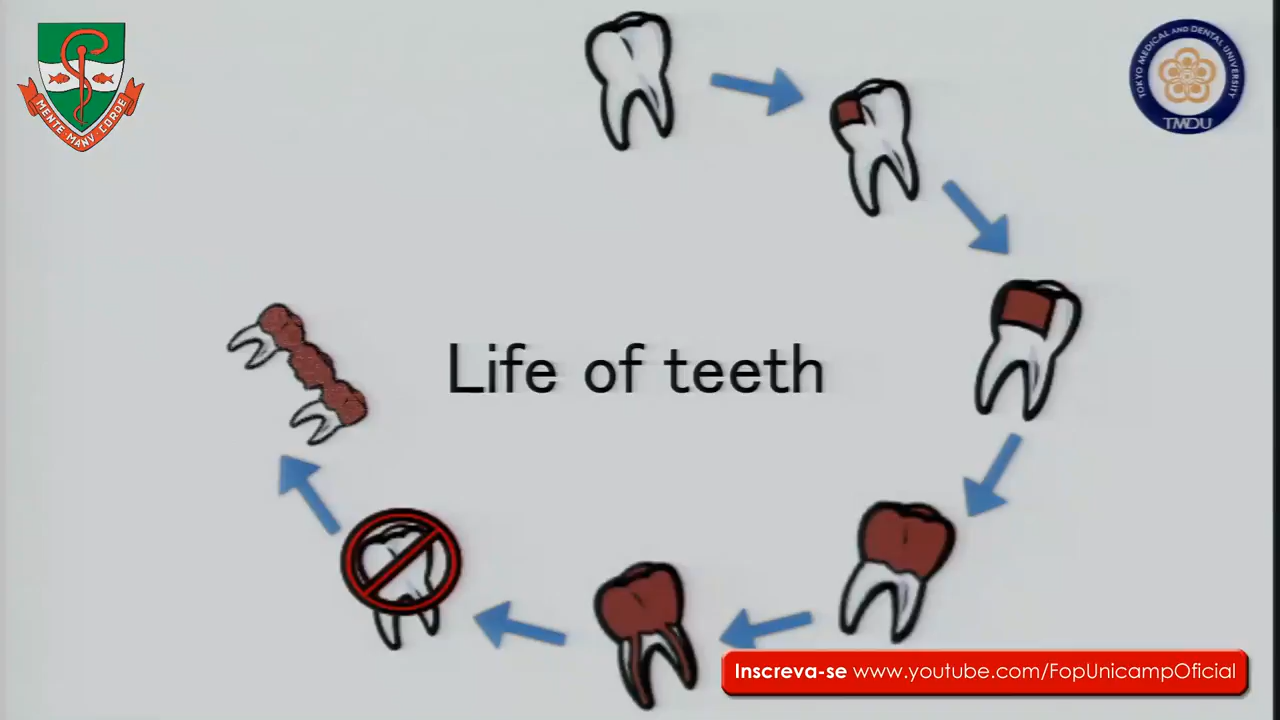 MENTE MANV CORDE
TOKYO MEDICAL AND DENTAL UNIVERSITY
TMDU
Life of teeth
Inscreva-se www.youtube.com/FopUnicampOficial